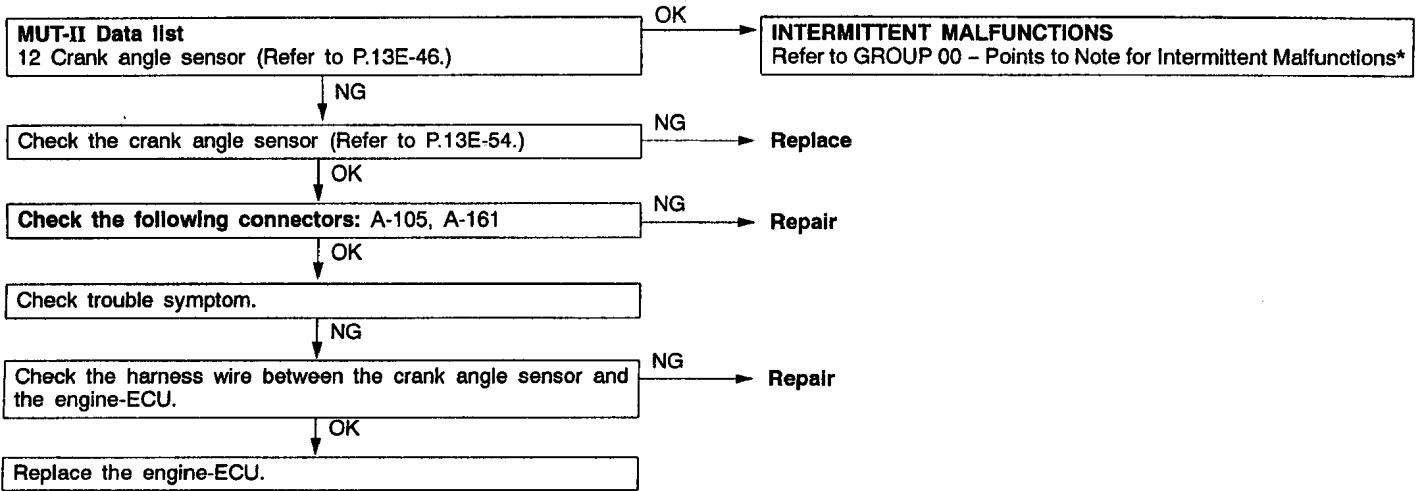 MUT-II Data list
12 Crank angle sensor (Refer to P.13E-46.)
OK
INTERMITTENT MALFUNCTIONS
Refer to GROUP 00 – Points to Note for Intermittent Malfunctions*
NG
Check the crank angle sensor (Refer to P.13E-54.)
NG
Replace
OK
Check the following connectors: A-105, A-161
NG
Repair
OK
Check trouble symptom.
NG
Check the harness wire between the crank angle sensor and
the engine-ECU.
NG
Repair
OK
Replace the engine-ECU.